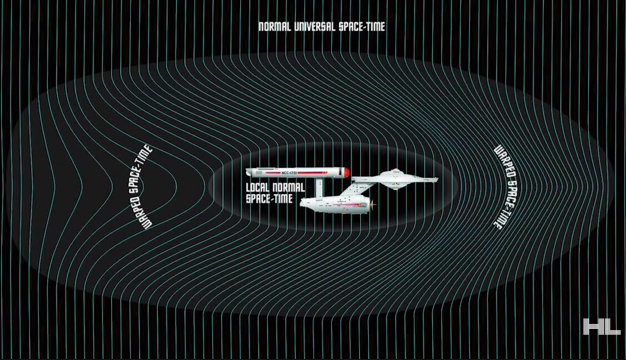 NORMAL UNIVERSAL SPACE-TIME
WARPED SPACE-TIME
LOCAL NORMAL
SPACE-TIME
WARPED SPACE-TIME
HL